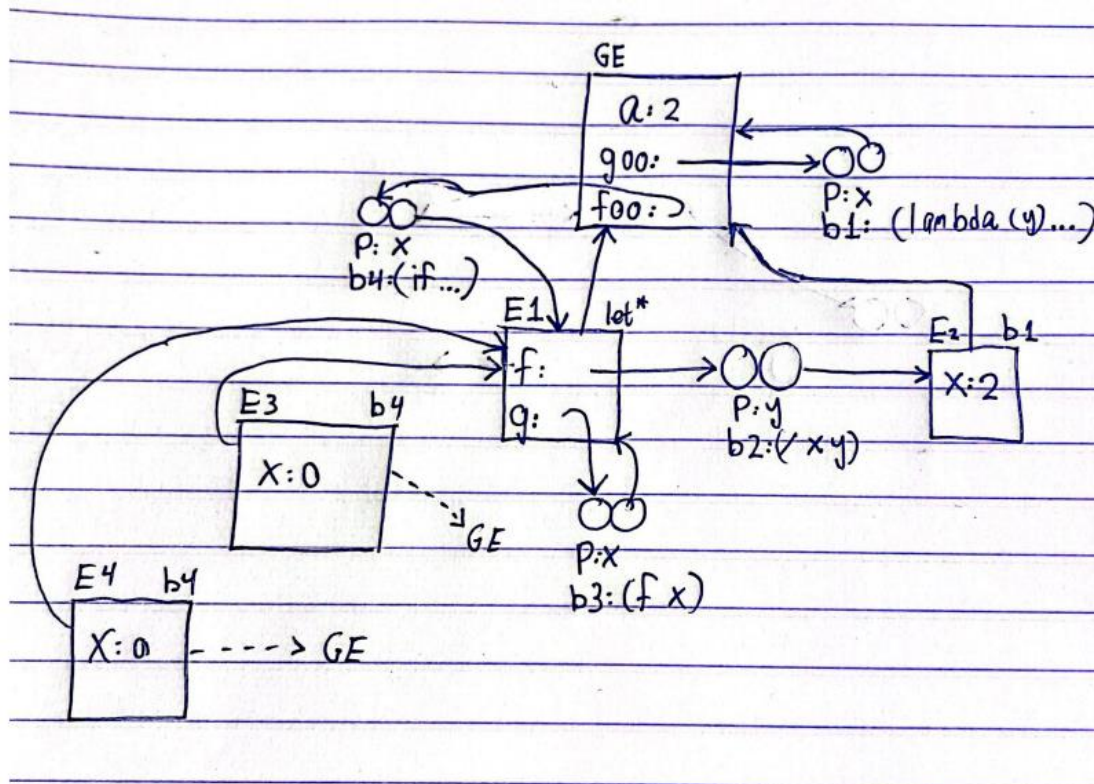 GE
a: 2
goo:
foo:
P: X
b1: (lambda (y)...)
P: X
b4: (if...)
E1 let*
f:
g:
P: y
b2: (/ x y)
E2 b1
X: 2
P: X
b3: (f x)
E3 b4
X: 0
GE
E4 b4
X:
GE